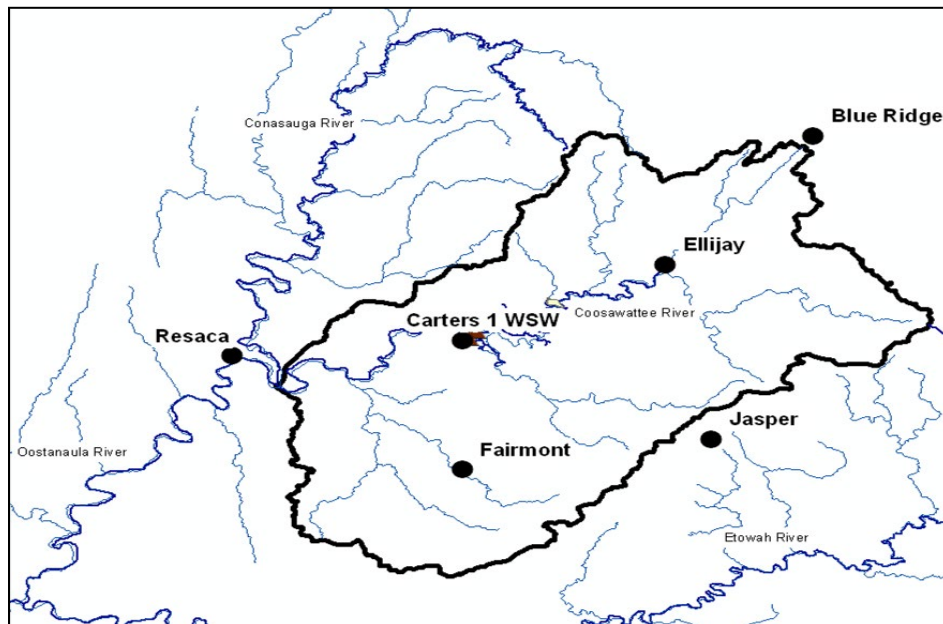 Blue Ridge
Conasauga River
Ellijay
Coosawattee River
Carters 1 WSW
Resaca
Jasper
Fairmont
Oostanaula River
Etowah River